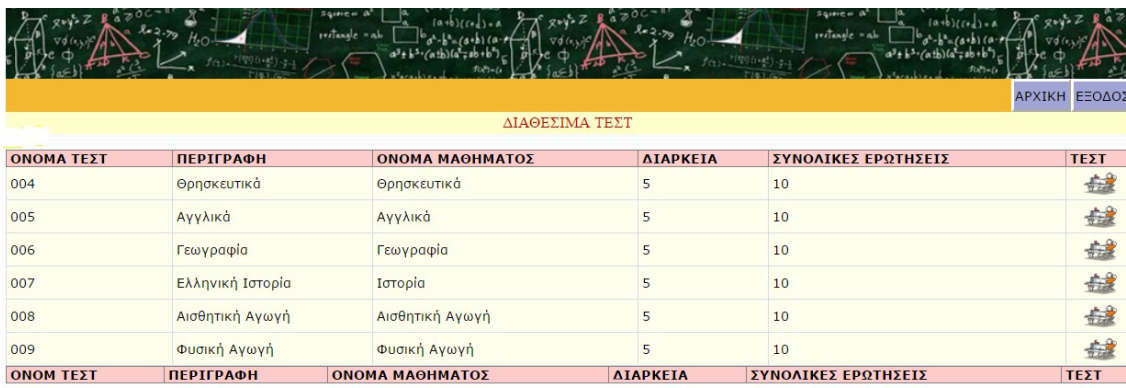 ΑΡΧΙΚΗ ΕΞΟΔΟΣ
ΔΙΑΘΕΣΙΜΑ ΤΕΣΤ
ΟΝΟΜΑ ΤΕΣΤ ΠΕΡΙΓΡΑΦΗ ΟΝΟΜΑ ΜΑΘΗΜΑΤΟΣ ΔΙΑΡΚΕΙΑ ΣΥΝΟΛΙΚΕΣ ΕΡΩΤΗΣΕΙΣ ΤΕΣΤ
004 Θρησκευτικά Θρησκευτικά 5 10
005 Αγγλικά Αγγλικά 5 10
006 Γεωγραφία Γεωγραφία 5 10
007 Ελληνική Ιστορία Ιστορία 5 10
008 Αισθητική Αγωγή Αισθητική Αγωγή 5 10
009 Φυσική Αγωγή Φυσική Αγωγή 5 10
ΟΝΟΜ ΤΕΣΤ ΠΕΡΙΓΡΑΦΗ ΟΝΟΜΑ ΜΑΘΗΜΑΤΟΣ ΔΙΑΡΚΕΙΑ ΣΥΝΟΛΙΚΕΣ ΕΡΩΤΗΣΕΙΣ ΤΕΣΤ